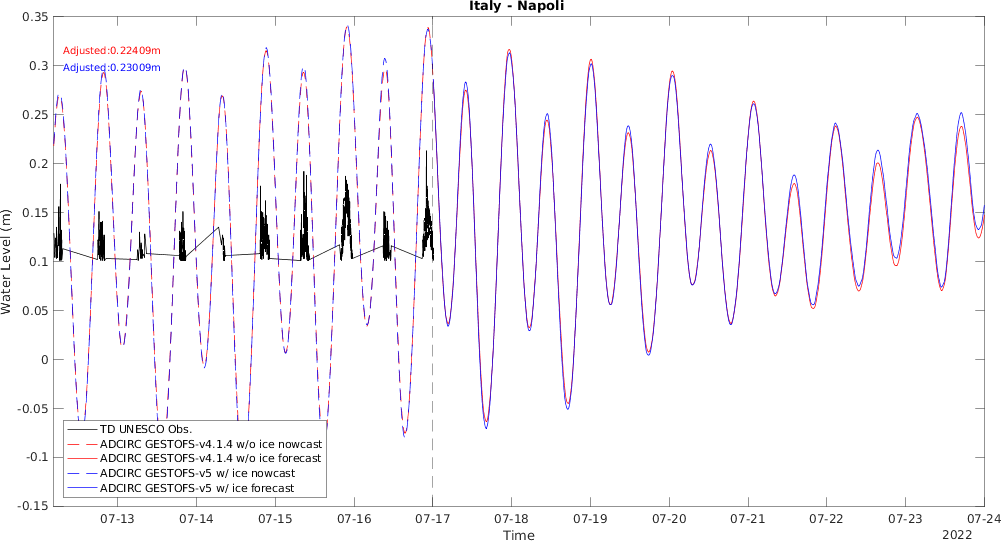 Italy - Napoli
Adjusted:0.22409m
Adjusted:0.23009m
Water Level (m)
0.35
0.3
0.25
0.2
0.15
0.1
0.05
0
-0.05
-0.1
-0.15
TD UNESCO Obs.
ADCIRC GESTOFS-v4.1.4 w/o ice nowcast
ADCIRC GESTOFS-v4.1.4 w/o ice forecast
ADCIRC GESTOFS-v5 w/ ice nowcast
ADCIRC GESTOFS-v5 w/ ice forecast
07-13 07-14 07-15 07-16 07-17 07-18 07-19 07-20 07-21 07-22 07-23 07-24
Time
2022